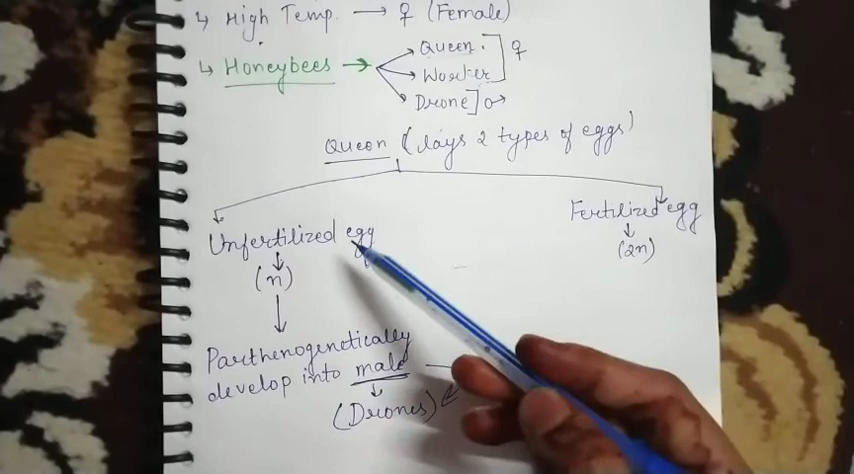 ↳ High Temp. → ♀ (Female)
↳ Honeybees → Queen. ♀
Worker
Drone ♂
Queen (lays 2 types of eggs)
Unfertilized egg
Fertilized egg
(n)
(2n)
Parthenogenetically
develop into male
(Drones)